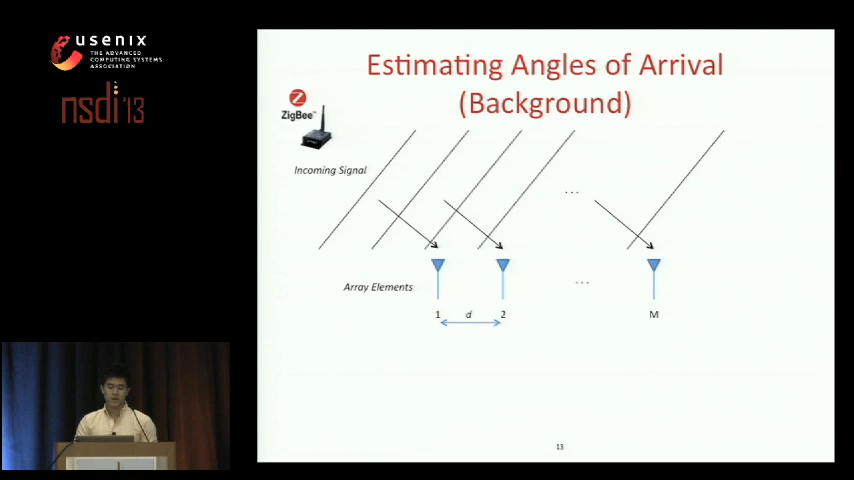 usenix
THE ADVANCED
COMPUTING SYSTEMS
ASSOCIATION
nsdi '13
Estimating Angles of Arrival
(Background)
ZigBee™
Incoming Signal
...
Array Elements
...
1
d
2
M
13